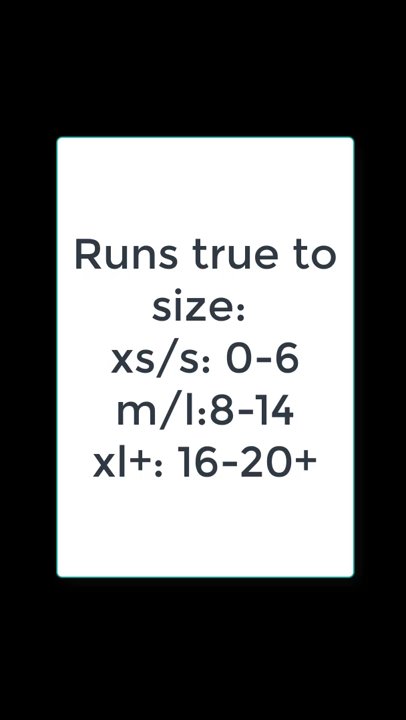 Runs true to
size:
xs/s: 0-6
m/l:8-14
xl+: 16-20+